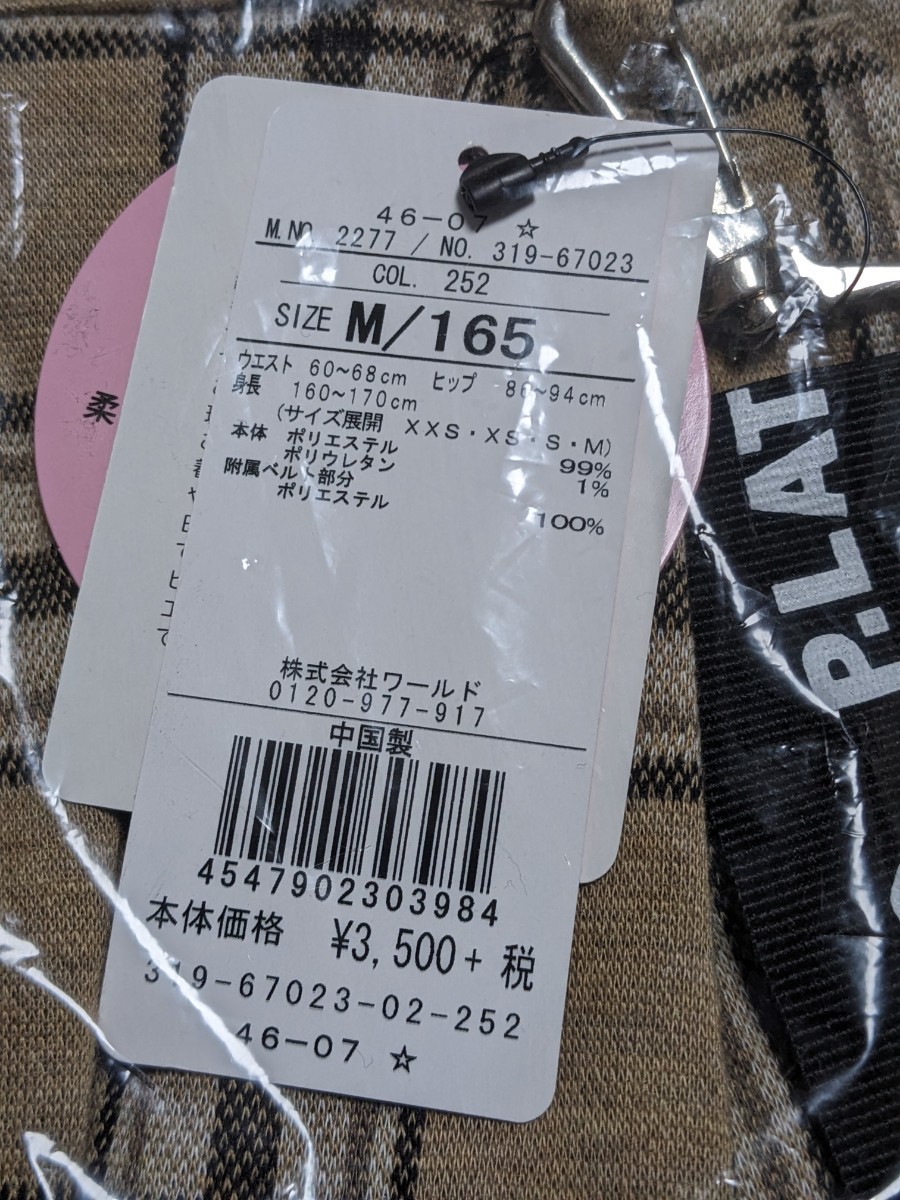 46-07 ☆
M.NO. 2277 / NO. 319-67023
COL. 252
SIZE M/165
ウエスト 60~68cm ヒップ 86~94cm
身長 160~170cm
(サイズ展開 XXS・XS・S・M)
本体 ポリエステル 99%
ポリウレタン 1%
附属ベルト部分
ポリエステル 100%
株式会社ワールド
0120-977-917
中国製
4547902303984
本体価格 ¥3,500+ 税
319-67023-02-252
46-07 ☆
柔
P.LAT